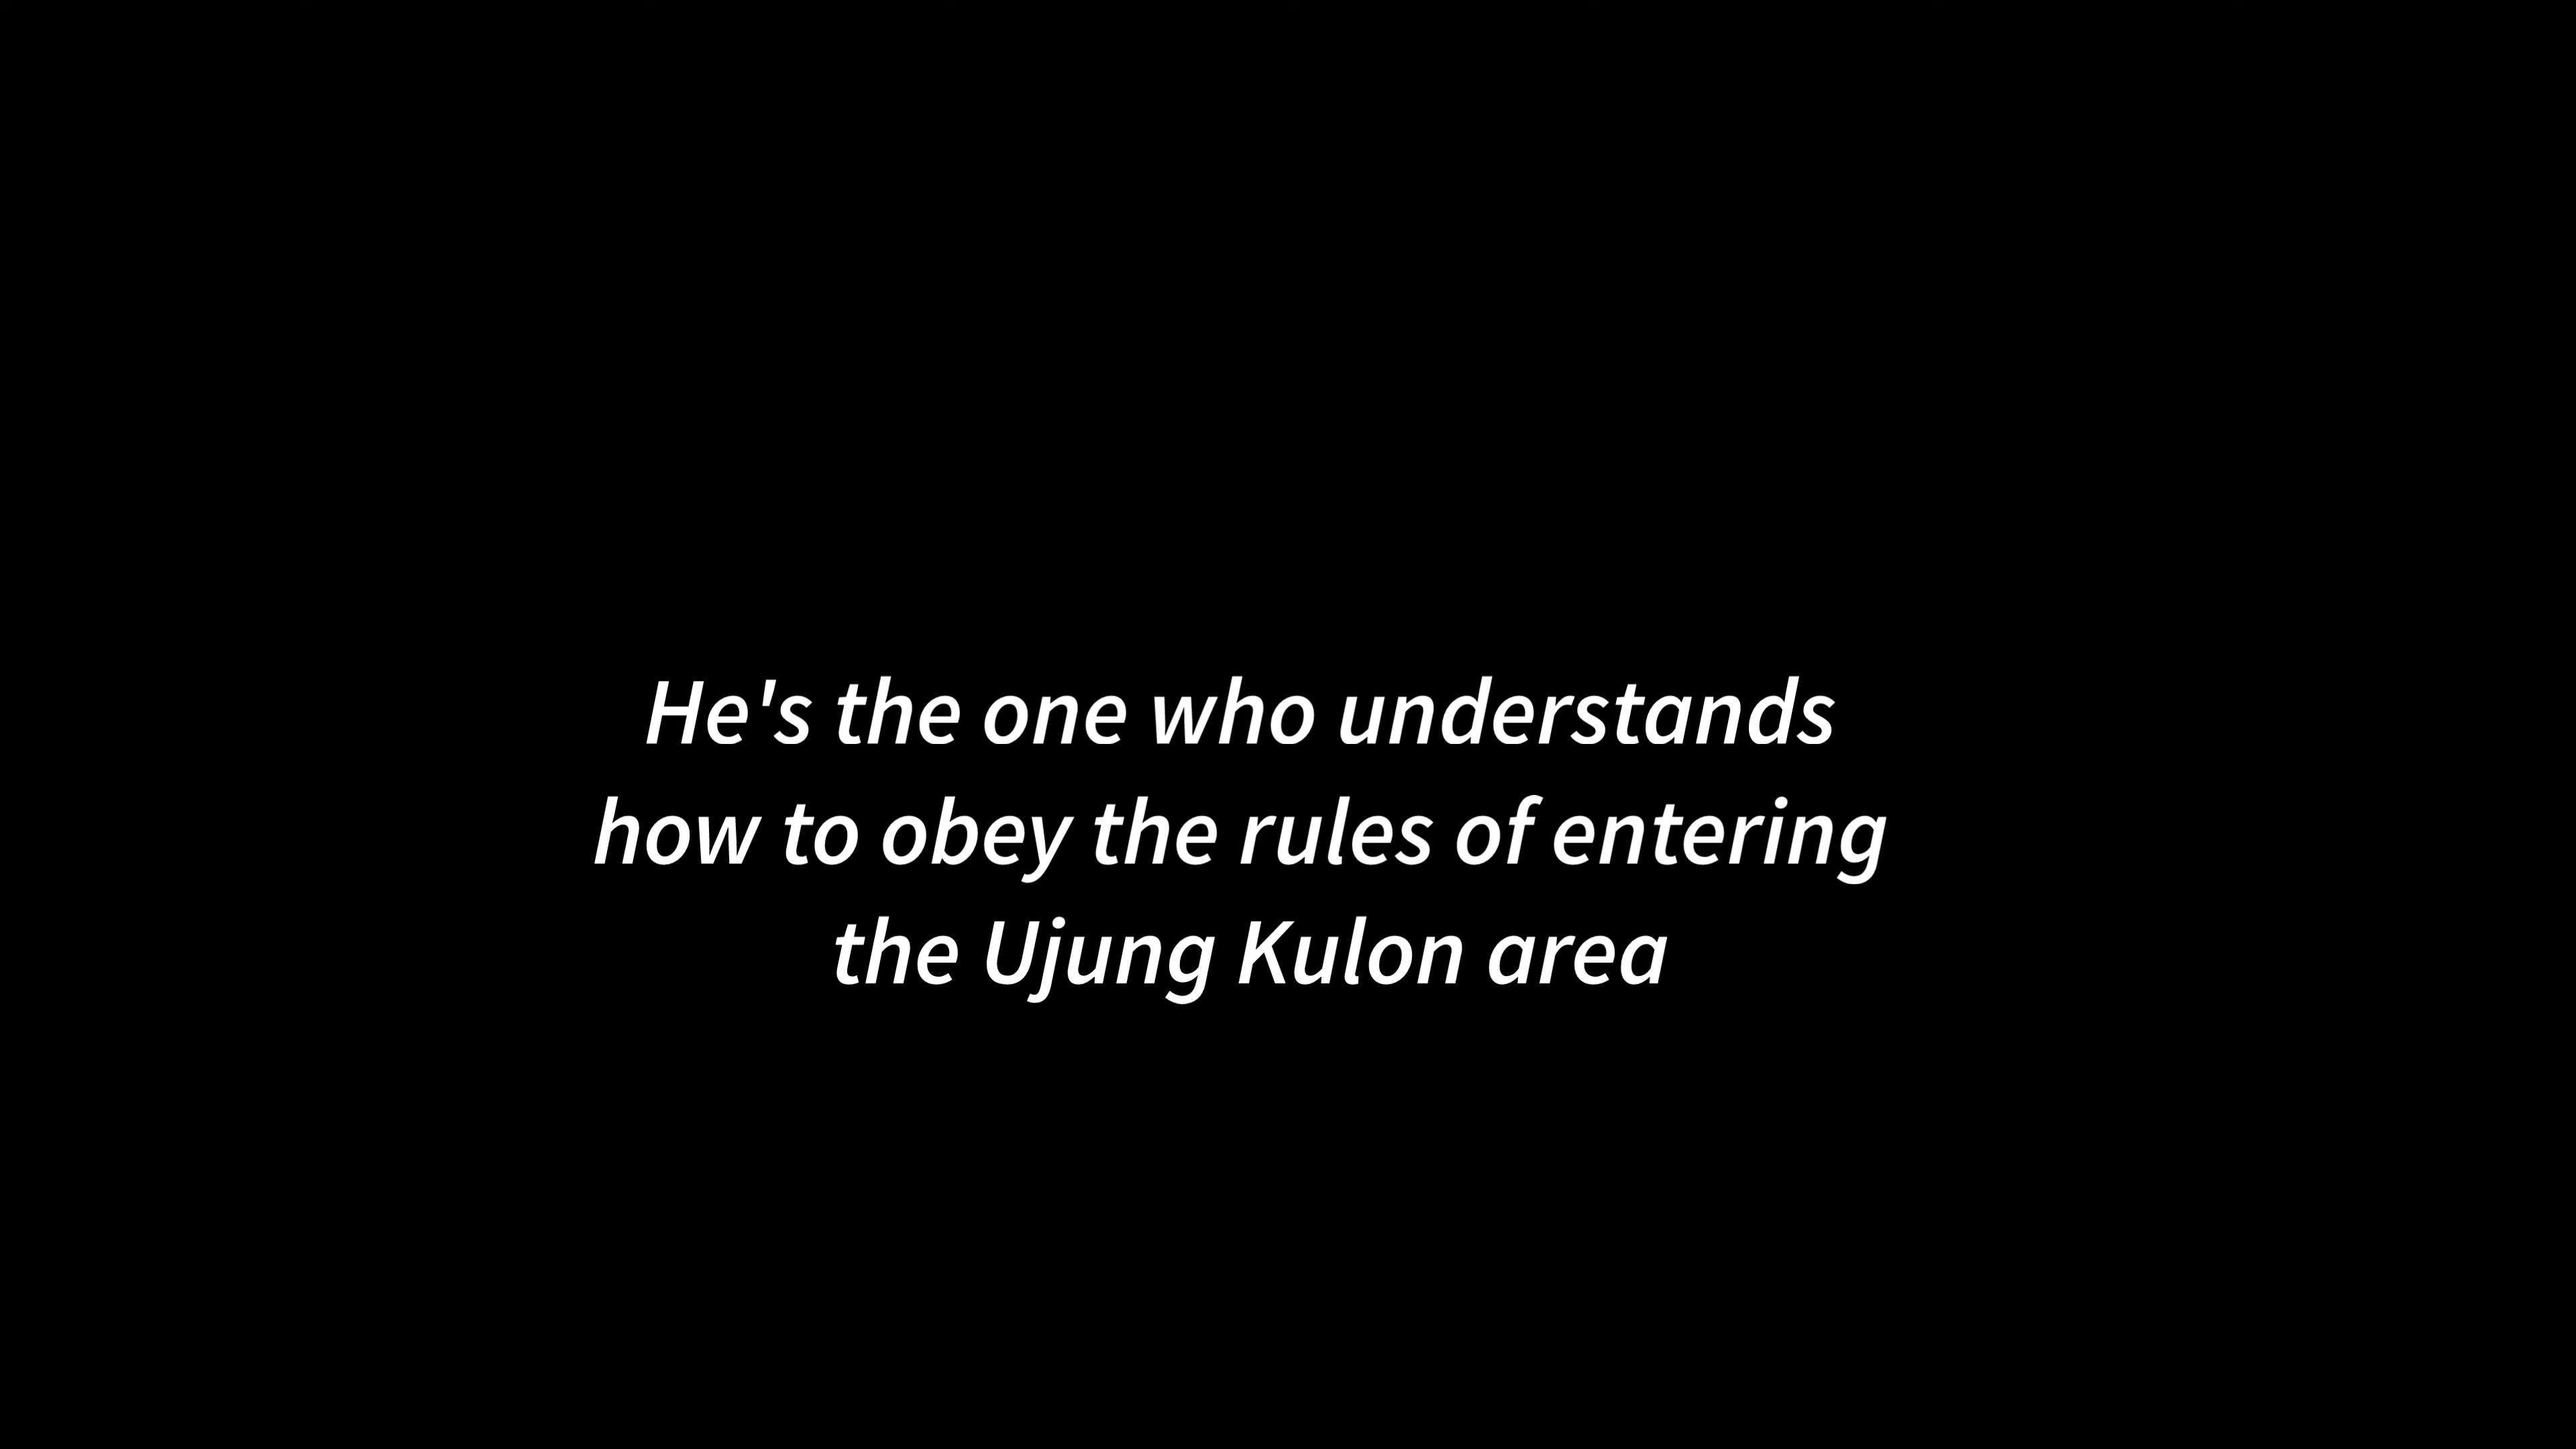 He's the one who understands
how to obey the rules of entering
the Ujung Kulon area